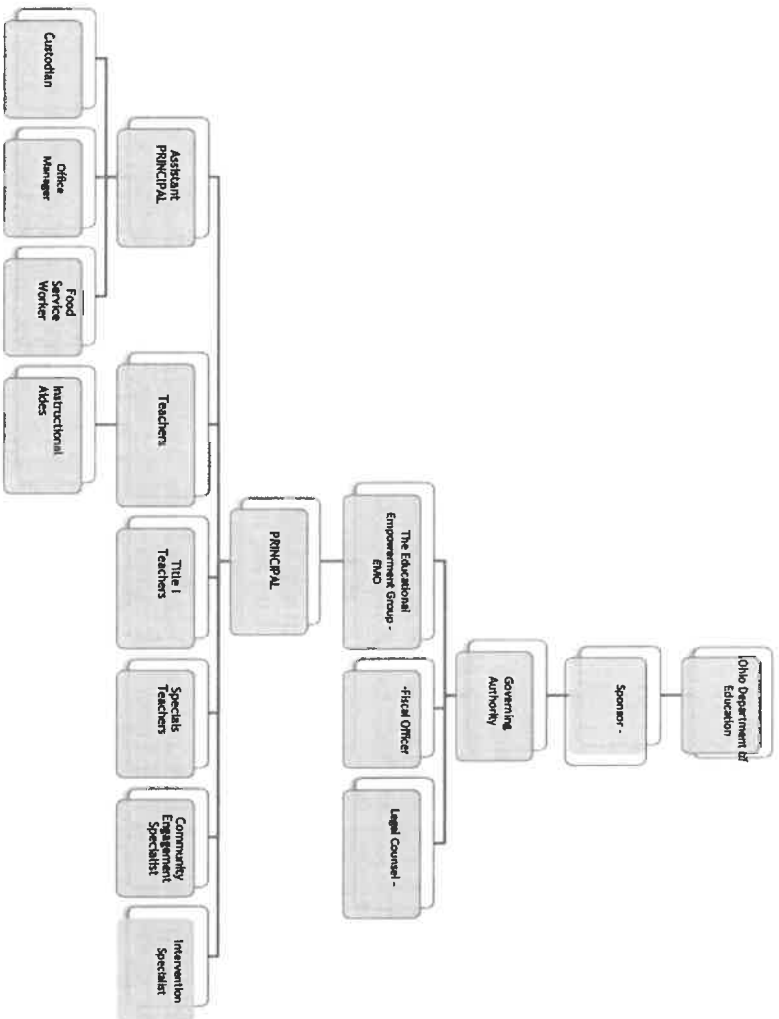 Ohio Department of
Education
Sponsor -
Governing
Authority
The Educational
Empowerment Group -
EMO
-Fiscal Officer
Legal Counsel -
PRINCIPAL
Assistant
PRINCIPAL
Teachers
Title I
Teachers
Specials
Teachers
Community
Engagement
Specialist
Intervention
Specialist
Custodian
Office
Manager
Food
Service
Worker
Instructional
Aides